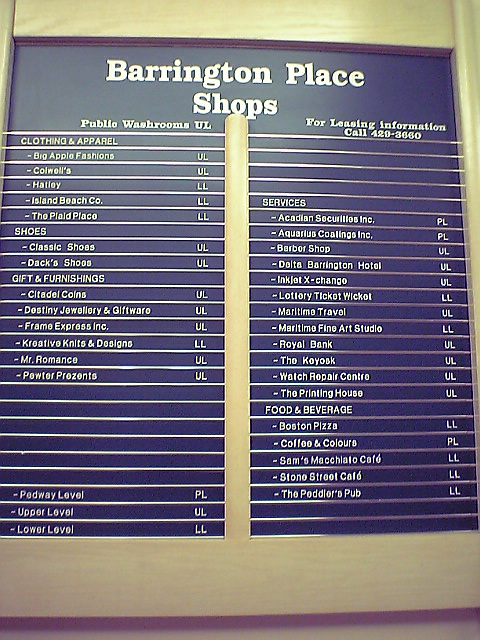 Barrington Place
Shops
Public Washrooms UL
CLOTHING & APPAREL
- Big Apple Fashions UL
- Colwell's UL
- Hatley LL
- Island Beach Co. LL
- The Plaid Place LL
SHOES
- Classic Shoes UL
- Dack's Shoes UL
GIFT & FURNISHINGS
- Citadel Coins UL
- Destiny Jewellery & Giftware UL
- Frame Express Inc. UL
- Kreative Knits & Designs LL
- Mr. Romance UL
- Pewter Prezents UL
- Pedway Level PL
- Upper Level UL
- Lower Level LL
For Leasing information
Call 429-3660
SERVICES
- Acadian Securities Inc. PL
- Aquarius Coatings Inc. PL
- Barber Shop UL
- Delta Barrington Hotel UL
- Inkjet X-change UL
- Lottery Ticket Wicket LL
- Maritime Travel UL
- Maritime Fine Art Studio LL
- Royal Bank UL
- The Keyosk UL
- Watch Repair Centre UL
- The Printing House UL
FOOD & BEVERAGE
- Boston Pizza LL
- Coffee & Colours PL
- Sam's Macchiato Café LL
- Stone Street Café LL
- The Peddler's Pub LL